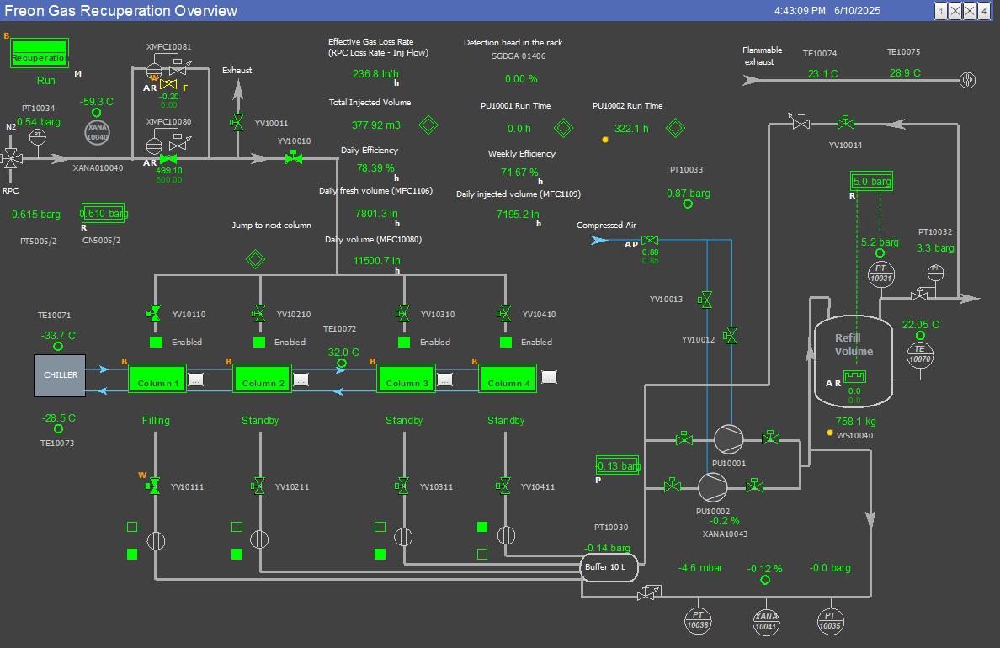 Freon Gas Recuperation Overview
4:43:09 PM 6/10/2025
1
4
B
Recuperation
Run
M
XMFC10081
W
AR
F
-0.20
0.00
Exhaust
Effective Gas Loss Rate
(RPC Loss Rate - Inj Flow)
236.8 ln/h
h
Detection head in the rack
SGDGA-01406
0.00 %
Flammable
exhaust
TE10074
23.1 C
TE10075
28.9 C
PT10034
0.54 barg
N2
PT
-59.3 C
XANA
10040
XANA010040
RPC
XMFC10080
AR
499.10
500.00
YV10011
YV10010
Total Injected Volume
377.92 m3
PU10001 Run Time
0.0 h
PU10002 Run Time
322.1 h
YV10014
Daily Efficiency
78.39 %
h
Weekly Efficiency
71.67 %
h
Daily fresh volume (MFC1106)
7801.3 ln
h
Daily injected volume (MFC1109)
7195.2 ln
h
PT10033
0.87 barg
5.0 barg
R
0.615 barg
PT5005/2
0.610 barg
R
CN5005/2
Jump to next column
Daily volume (MFC10080)
11500.7 ln
h
Compressed Air
AP
0.88
0.85
5.2 barg
PT
10031
PT10032
3.3 barg
PT
YV10013
YV10012
TE10071
-33.7 C
YV10110
YV10210
TE10072
-32.0 C
YV10310
YV10410
Enabled
Enabled
Enabled
Enabled
22.05 C
TE
10070
Refill
Volume
A R
0.0
0.0
CHILLER
B
Column 1
...
B
Column 2
...
B
Column 3
...
B
Column 4
...
-28.5 C
TE10073
Filling
Standby
Standby
Standby
758.1 kg
WS10040
PU10001
-0.13 barg
P
W
YV10111
YV10211
YV10311
YV10411
PU10002
-0.2 %
XANA10043
PT10030
-0.14 barg
Buffer 10 L
-4.6 mbar
-0.12 %
-0.0 barg
PT
10036
XANA
10041
PT
10035